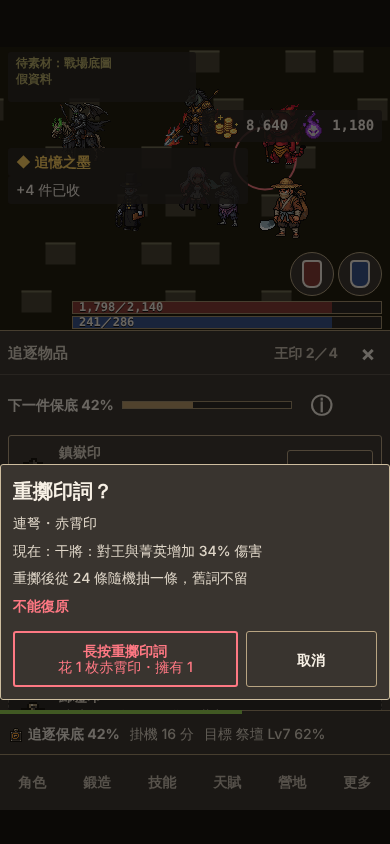 待素材：戰場底圖
假資料
8,640
1,180
◆ 追憶之墨
+4 件已收
1,798／2,140
241／286
追逐物品
王印 2／4
×
下一件保底 42%
鎮嶽印
重擲印詞？
連弩・赤霄印
現在：干將：對王與菁英增加 34% 傷害
重擲後從 24 條隨機抽一條，舊詞不留
不能復原
長按重擲印詞
花 1 枚赤霄印・擁有 1
取消
追逐保底 42%
掛機 16 分
目標 祭壇 Lv7 62%
角色
鍛造
技能
天賦
營地
更多